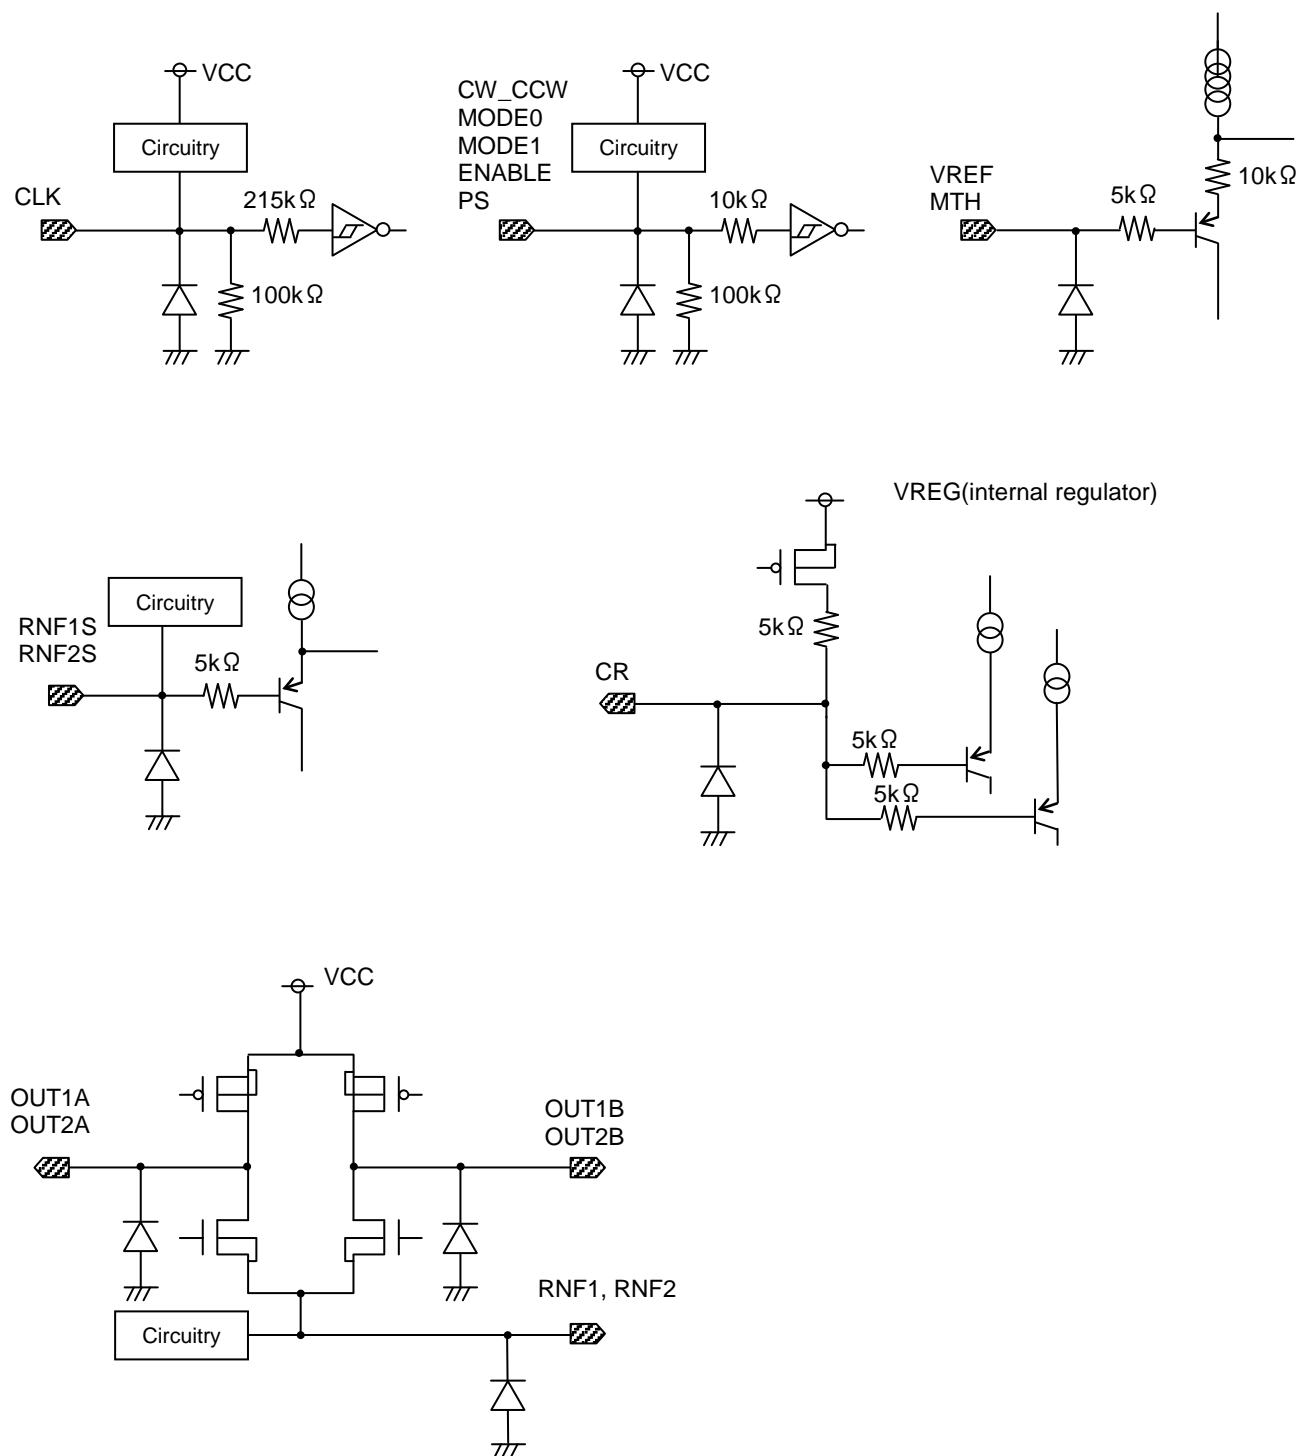 VCC
Circuitry
CLK
215kΩ
100kΩ
VCC
CW_CCW
MODE0
MODE1
ENABLE
PS
Circuitry
10kΩ
100kΩ
VREF
MTH
5kΩ
10kΩ
Circuitry
RNF1S
RNF2S
5kΩ
VREG(internal regulator)
5kΩ
CR
5kΩ
5kΩ
VCC
OUT1A
OUT2A
OUT1B
OUT2B
RNF1, RNF2
Circuitry